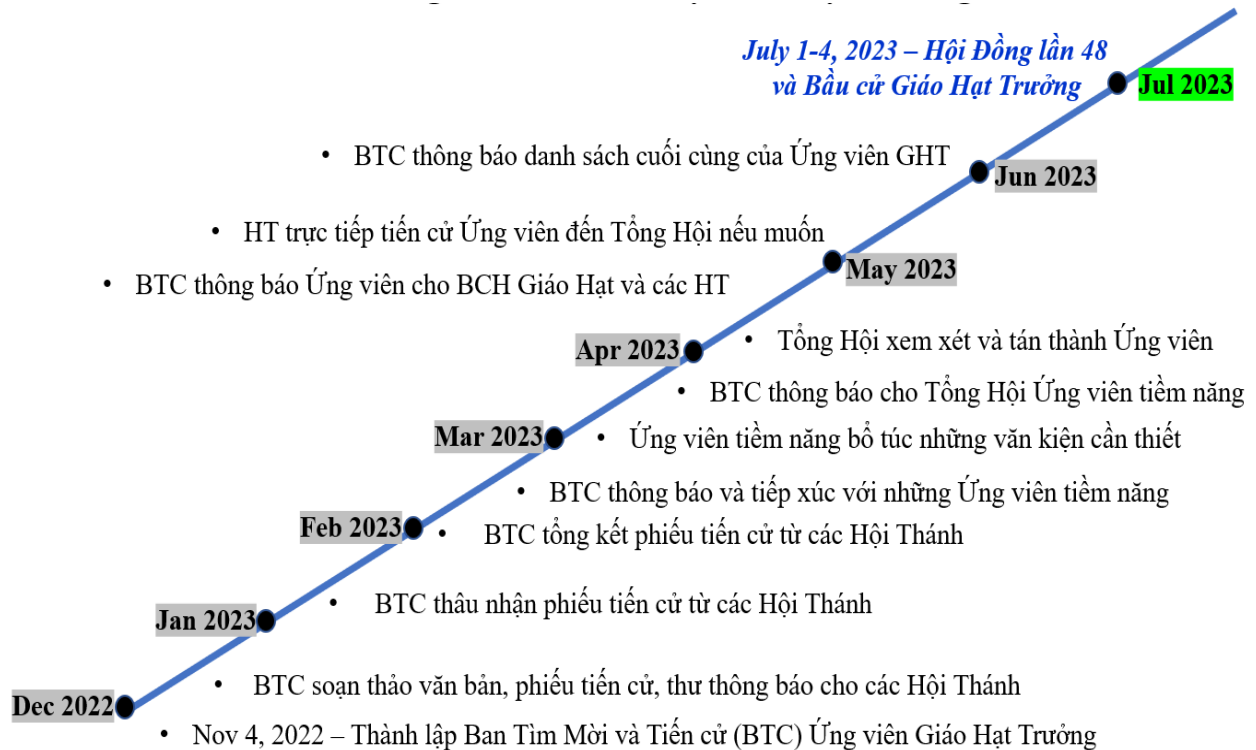 July 1-4, 2023 – Hội Đồng lần 48
và Bầu cử Giáo Hạt Trưởng
Jul 2023
• BTC thông báo danh sách cuối cùng của Ứng viên GHT
Jun 2023
• HT trực tiếp tiến cử Ứng viên đến Tổng Hội nếu muốn
May 2023
• BTC thông báo Ứng viên cho BCH Giáo Hạt và các HT
Apr 2023
• Tổng Hội xem xét và tán thành Ứng viên
• BTC thông báo cho Tổng Hội Ứng viên tiềm năng
Mar 2023
• Ứng viên tiềm năng bổ túc những văn kiện cần thiết
• BTC thông báo và tiếp xúc với những Ứng viên tiềm năng
Feb 2023
• BTC tổng kết phiếu tiến cử từ các Hội Thánh
• BTC thâu nhận phiếu tiến cử từ các Hội Thánh
Jan 2023
• BTC soạn thảo văn bản, phiếu tiến cử, thư thông báo cho các Hội Thánh
Dec 2022
• Nov 4, 2022 – Thành lập Ban Tìm Mời và Tiến cử (BTC) Ứng viên Giáo Hạt Trưởng